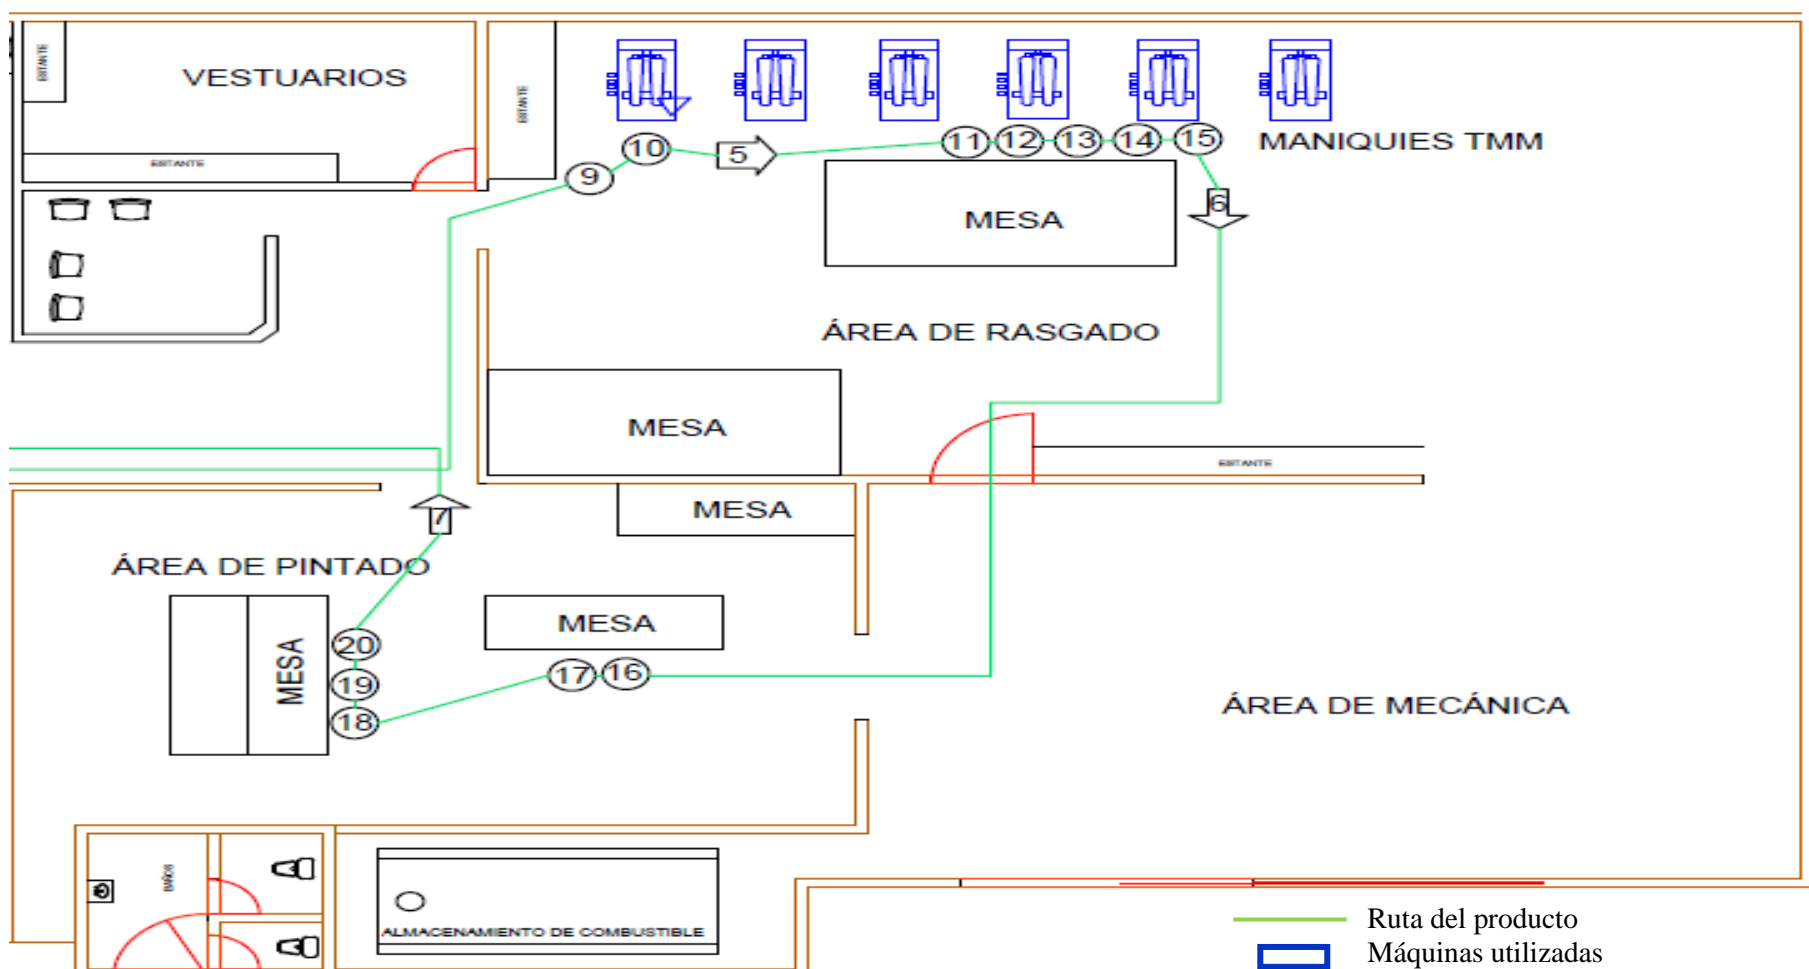 ESTANTE
VESTUARIOS
ESTANTE
ESTANTE
10
5
11 12 13 14 15
MANIQUIES TMM
9
6
MESA
ÁREA DE RASGADO
MESA
ESTANTE
MESA
7
ÁREA DE PINTADO
MESA
20
MESA
19
17 16
18
ÁREA DE MECÁNICA
BAÑOS
ALMACENAMIENTO DE COMBUSTIBLE
Ruta del producto
Máquinas utilizadas